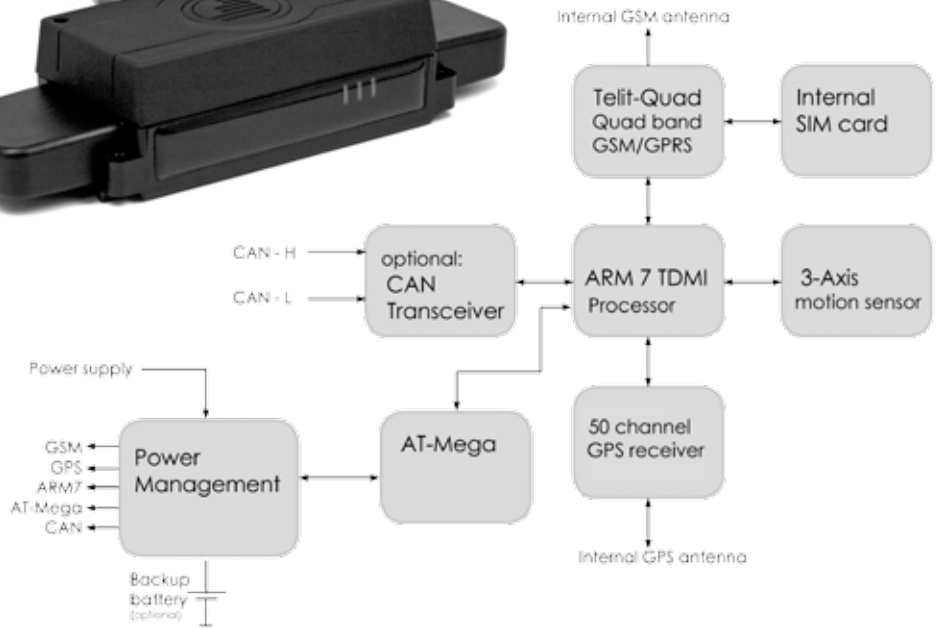 Internal GSM antenna
Telit-Quad
Quad band
GSM/GPRS
Internal
SIM card
CAN - H
CAN - L
optional:
CAN
Transceiver
ARM 7 TDMI
Processor
3-Axis
motion sensor
Power supply
GSM
GPS
ARM7
AT-Mega
CAN
Power
Management
AT-Mega
50 channel
GPS receiver
Internal GPS antenna
Backup
battery
(optional)